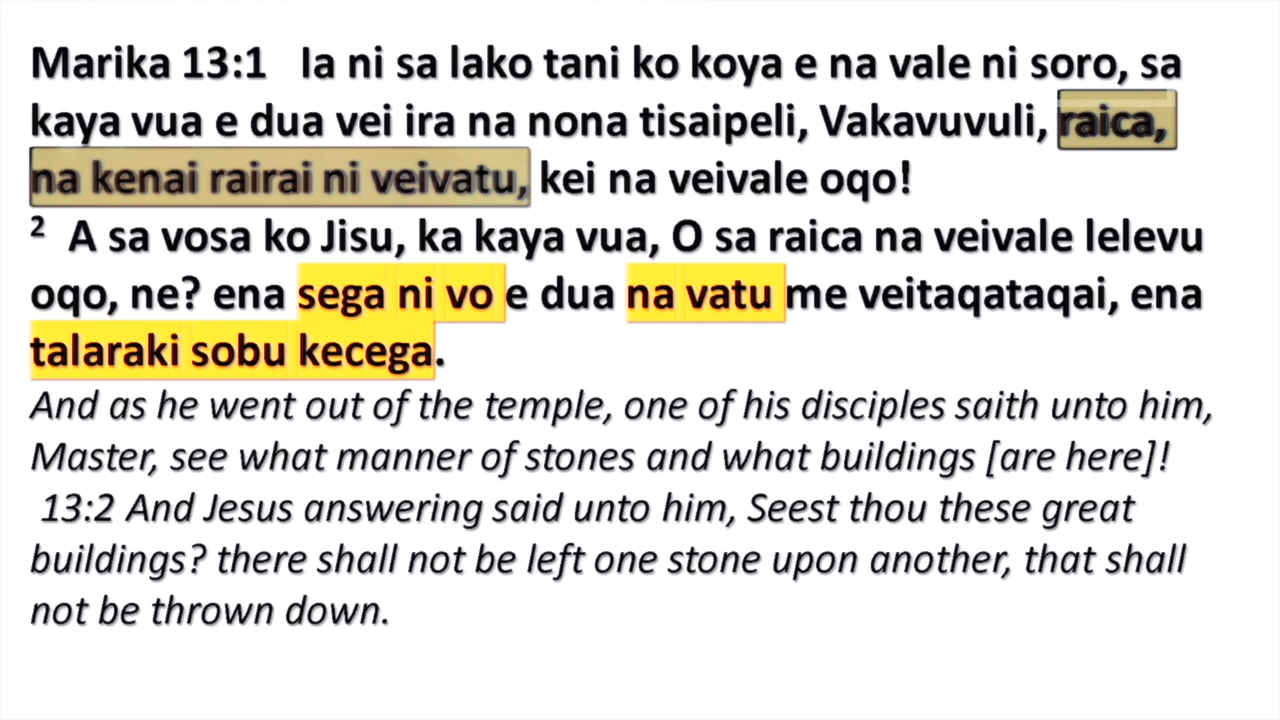 Marika 13:1 Ia ni sa lako tani ko koya e na vale ni soro, sa
kaya vua e dua vei ira na nona tisaipeli, Vakavuvuli, raica,
na kenai rairai ni veivatu, kei na veivale oqo!
2 A sa vosa ko Jisu, ka kaya vua, O sa raica na veivale lelevu
oqo, ne? ena sega ni vo e dua na vatu me veitaqataqai, ena
talaraki sobu kecega.
And as he went out of the temple, one of his disciples saith unto him,
Master, see what manner of stones and what buildings [are here]!
13:2 And Jesus answering said unto him, Seest thou these great
buildings? there shall not be left one stone upon another, that shall
not be thrown down.